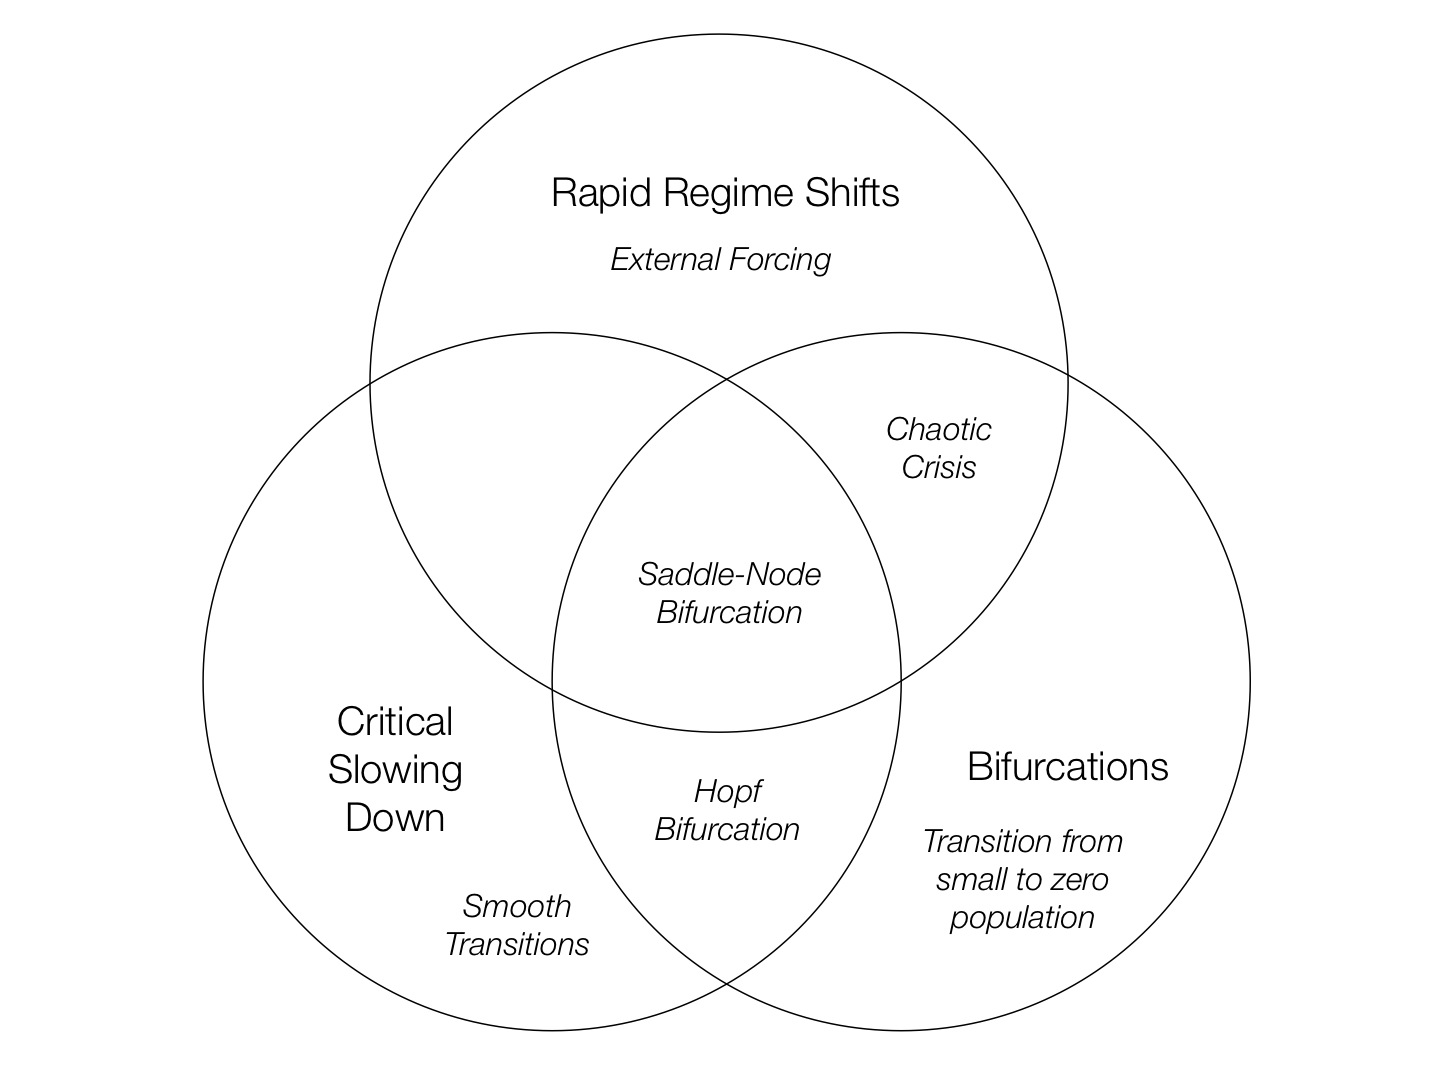 Rapid Regime Shifts
External Forcing
Chaotic
Crisis
Saddle-Node
Bifurcation
Critical
Slowing
Down
Hopf
Bifurcation
Bifurcations
Transition from
small to zero
population
Smooth
Transitions